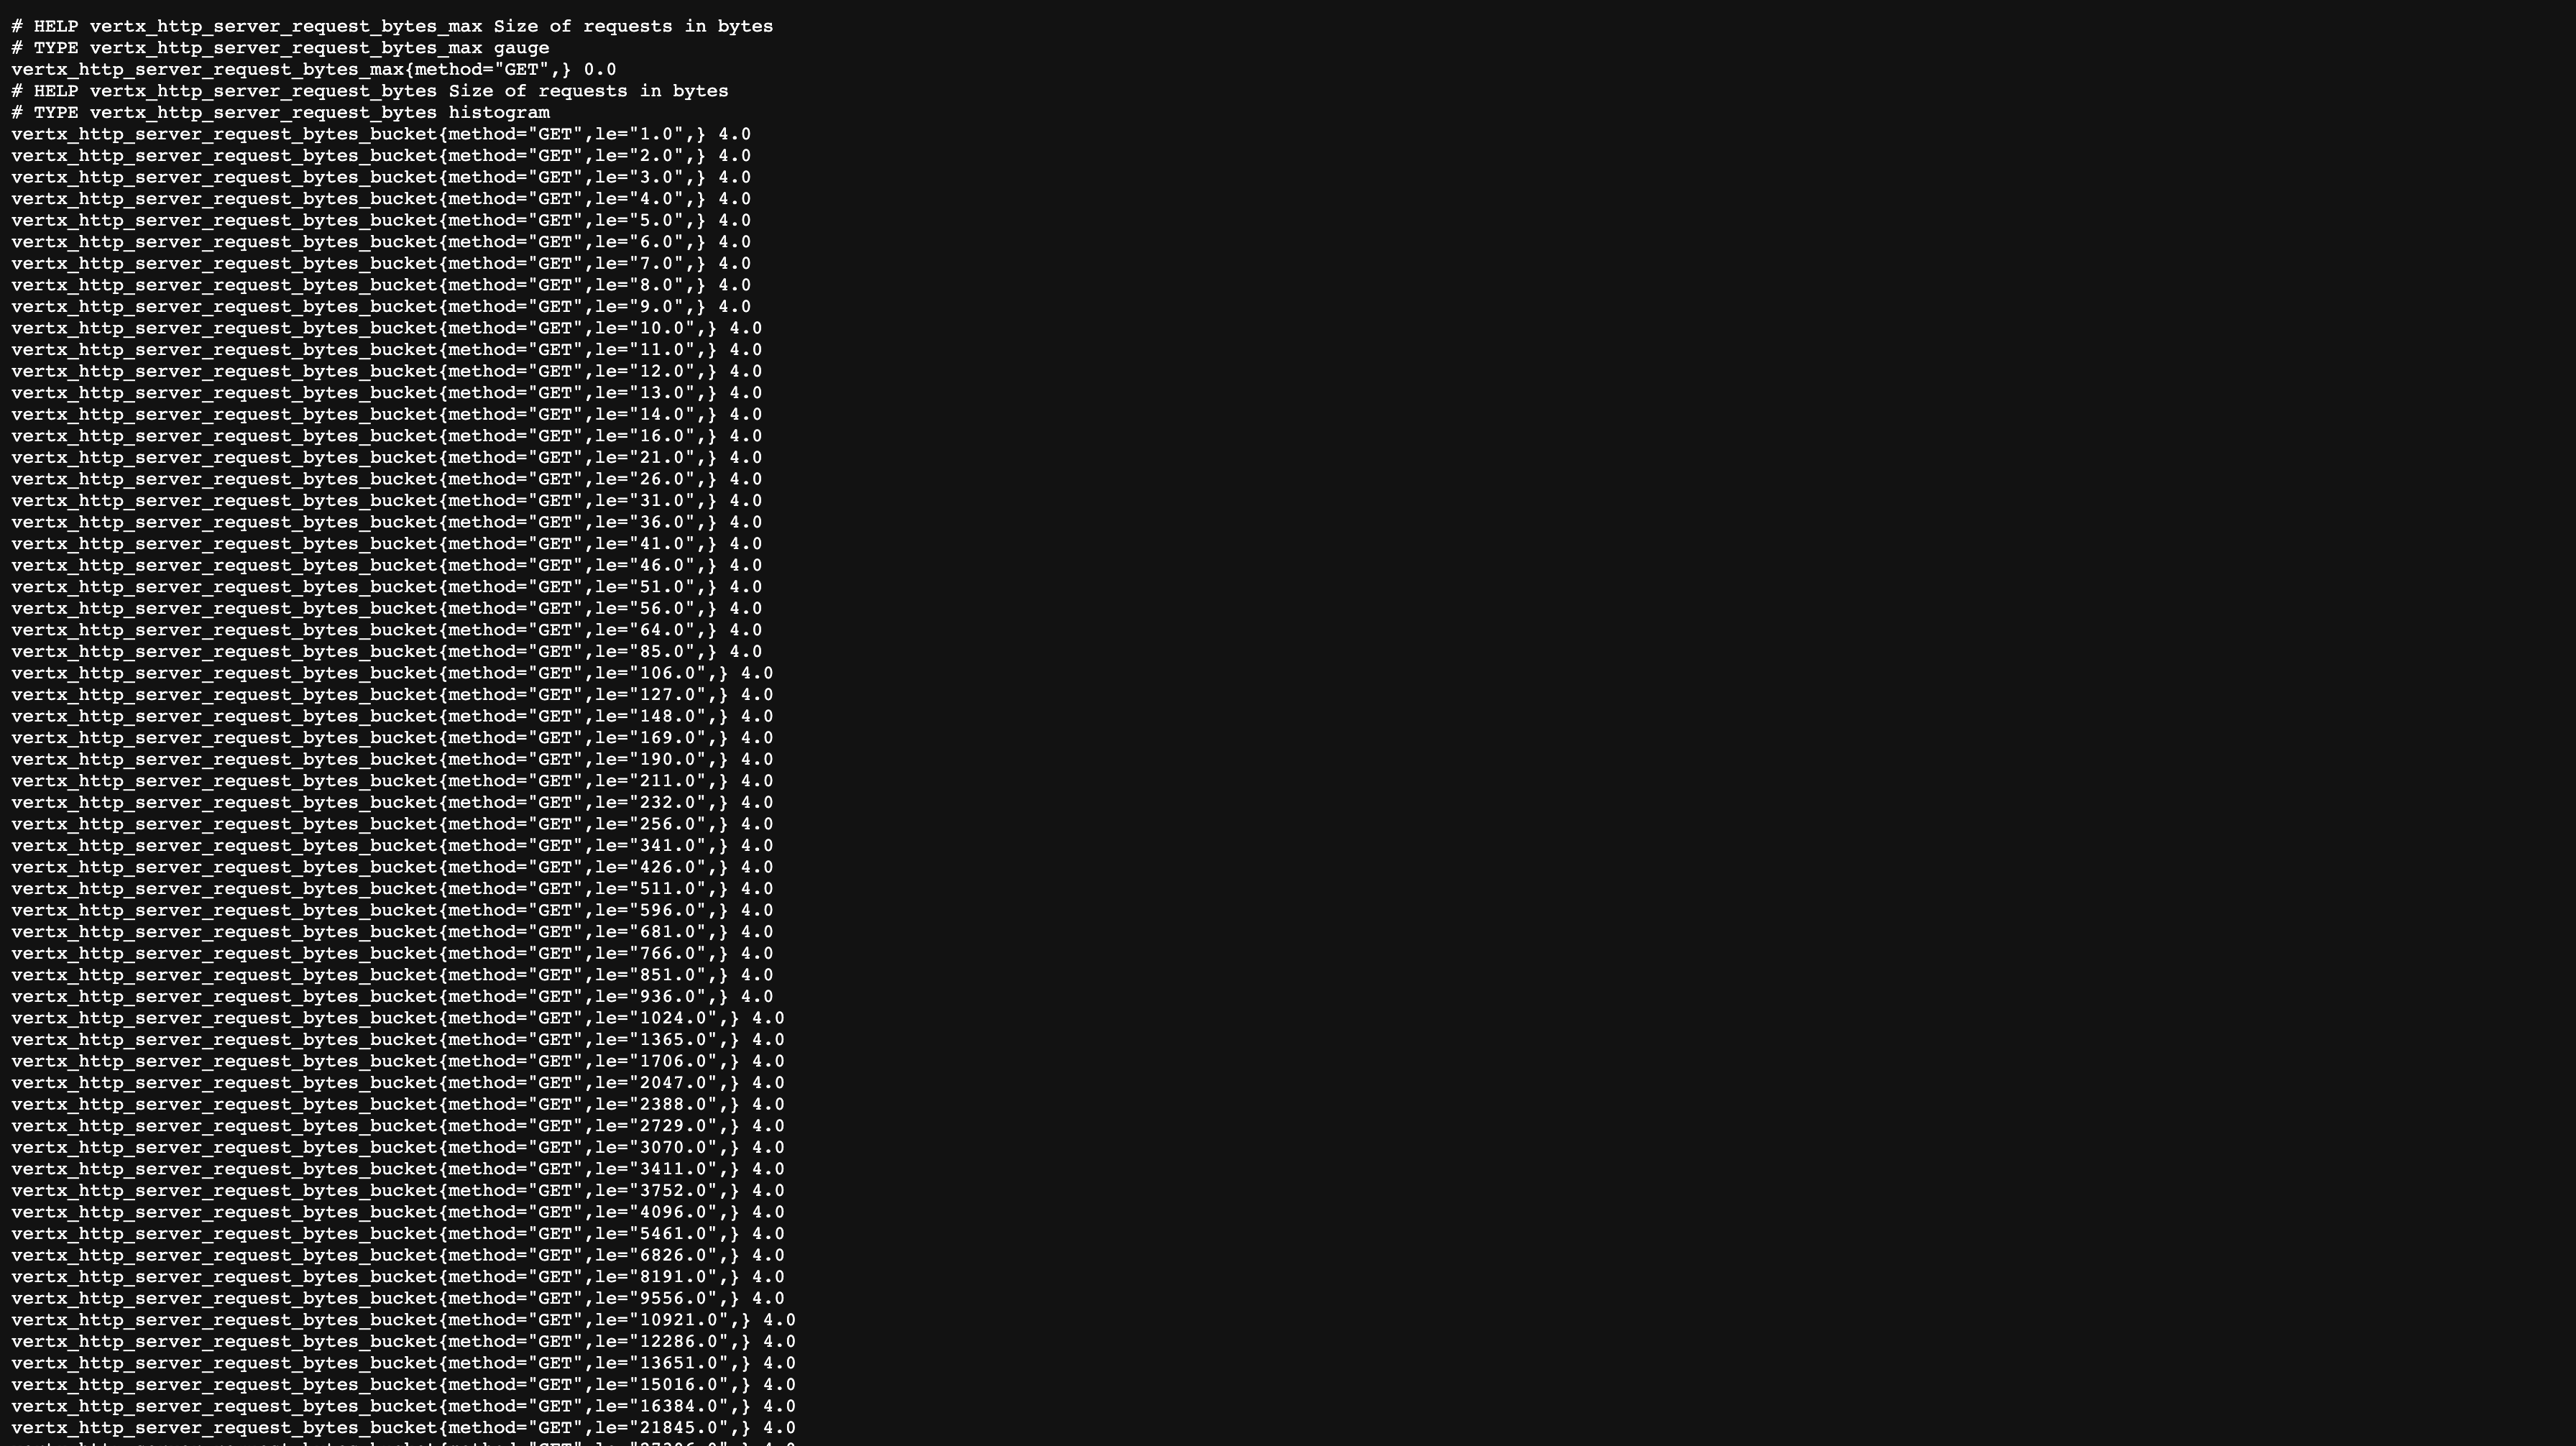 # HELP vertx_http_server_request_bytes_max Size of requests in bytes
# TYPE vertx_http_server_request_bytes_max gauge
vertx_http_server_request_bytes_max{method="GET",} 0.0
# HELP vertx_http_server_request_bytes Size of requests in bytes
# TYPE vertx_http_server_request_bytes histogram
vertx_http_server_request_bytes_bucket{method="GET",le="1.0",} 4.0
vertx_http_server_request_bytes_bucket{method="GET",le="2.0",} 4.0
vertx_http_server_request_bytes_bucket{method="GET",le="3.0",} 4.0
vertx_http_server_request_bytes_bucket{method="GET",le="4.0",} 4.0
vertx_http_server_request_bytes_bucket{method="GET",le="5.0",} 4.0
vertx_http_server_request_bytes_bucket{method="GET",le="6.0",} 4.0
vertx_http_server_request_bytes_bucket{method="GET",le="7.0",} 4.0
vertx_http_server_request_bytes_bucket{method="GET",le="8.0",} 4.0
vertx_http_server_request_bytes_bucket{method="GET",le="9.0",} 4.0
vertx_http_server_request_bytes_bucket{method="GET",le="10.0",} 4.0
vertx_http_server_request_bytes_bucket{method="GET",le="11.0",} 4.0
vertx_http_server_request_bytes_bucket{method="GET",le="12.0",} 4.0
vertx_http_server_request_bytes_bucket{method="GET",le="13.0",} 4.0
vertx_http_server_request_bytes_bucket{method="GET",le="14.0",} 4.0
vertx_http_server_request_bytes_bucket{method="GET",le="16.0",} 4.0
vertx_http_server_request_bytes_bucket{method="GET",le="21.0",} 4.0
vertx_http_server_request_bytes_bucket{method="GET",le="26.0",} 4.0
vertx_http_server_request_bytes_bucket{method="GET",le="31.0",} 4.0
vertx_http_server_request_bytes_bucket{method="GET",le="36.0",} 4.0
vertx_http_server_request_bytes_bucket{method="GET",le="41.0",} 4.0
vertx_http_server_request_bytes_bucket{method="GET",le="46.0",} 4.0
vertx_http_server_request_bytes_bucket{method="GET",le="51.0",} 4.0
vertx_http_server_request_bytes_bucket{method="GET",le="56.0",} 4.0
vertx_http_server_request_bytes_bucket{method="GET",le="64.0",} 4.0
vertx_http_server_request_bytes_bucket{method="GET",le="85.0",} 4.0
vertx_http_server_request_bytes_bucket{method="GET",le="106.0",} 4.0
vertx_http_server_request_bytes_bucket{method="GET",le="127.0",} 4.0
vertx_http_server_request_bytes_bucket{method="GET",le="148.0",} 4.0
vertx_http_server_request_bytes_bucket{method="GET",le="169.0",} 4.0
vertx_http_server_request_bytes_bucket{method="GET",le="190.0",} 4.0
vertx_http_server_request_bytes_bucket{method="GET",le="211.0",} 4.0
vertx_http_server_request_bytes_bucket{method="GET",le="232.0",} 4.0
vertx_http_server_request_bytes_bucket{method="GET",le="256.0",} 4.0
vertx_http_server_request_bytes_bucket{method="GET",le="341.0",} 4.0
vertx_http_server_request_bytes_bucket{method="GET",le="426.0",} 4.0
vertx_http_server_request_bytes_bucket{method="GET",le="511.0",} 4.0
vertx_http_server_request_bytes_bucket{method="GET",le="596.0",} 4.0
vertx_http_server_request_bytes_bucket{method="GET",le="681.0",} 4.0
vertx_http_server_request_bytes_bucket{method="GET",le="766.0",} 4.0
vertx_http_server_request_bytes_bucket{method="GET",le="851.0",} 4.0
vertx_http_server_request_bytes_bucket{method="GET",le="936.0",} 4.0
vertx_http_server_request_bytes_bucket{method="GET",le="1024.0",} 4.0
vertx_http_server_request_bytes_bucket{method="GET",le="1365.0",} 4.0
vertx_http_server_request_bytes_bucket{method="GET",le="1706.0",} 4.0
vertx_http_server_request_bytes_bucket{method="GET",le="2047.0",} 4.0
vertx_http_server_request_bytes_bucket{method="GET",le="2388.0",} 4.0
vertx_http_server_request_bytes_bucket{method="GET",le="2729.0",} 4.0
vertx_http_server_request_bytes_bucket{method="GET",le="3070.0",} 4.0
vertx_http_server_request_bytes_bucket{method="GET",le="3411.0",} 4.0
vertx_http_server_request_bytes_bucket{method="GET",le="3752.0",} 4.0
vertx_http_server_request_bytes_bucket{method="GET",le="4096.0",} 4.0
vertx_http_server_request_bytes_bucket{method="GET",le="5461.0",} 4.0
vertx_http_server_request_bytes_bucket{method="GET",le="6826.0",} 4.0
vertx_http_server_request_bytes_bucket{method="GET",le="8191.0",} 4.0
vertx_http_server_request_bytes_bucket{method="GET",le="9556.0",} 4.0
vertx_http_server_request_bytes_bucket{method="GET",le="10921.0",} 4.0
vertx_http_server_request_bytes_bucket{method="GET",le="12286.0",} 4.0
vertx_http_server_request_bytes_bucket{method="GET",le="13651.0",} 4.0
vertx_http_server_request_bytes_bucket{method="GET",le="15016.0",} 4.0
vertx_http_server_request_bytes_bucket{method="GET",le="16384.0",} 4.0
vertx_http_server_request_bytes_bucket{method="GET",le="21845.0",} 4.0